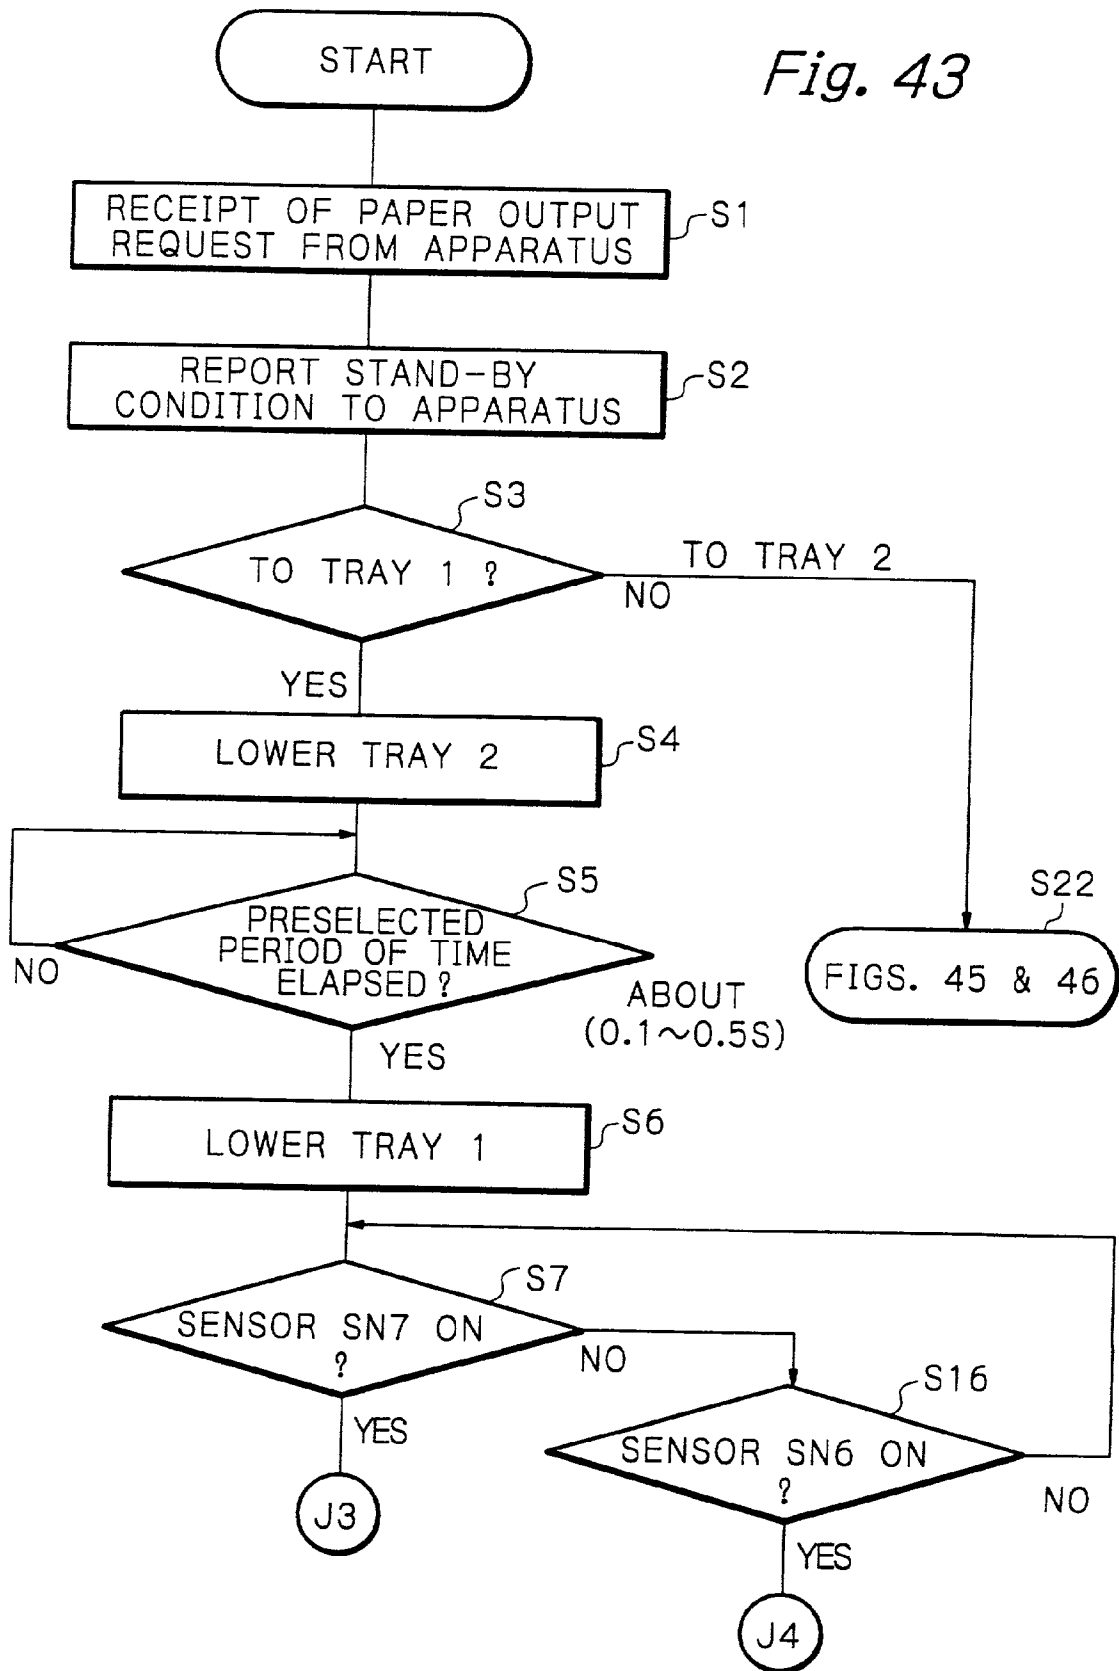 Fig. 43
START
RECEIPT OF PAPER OUTPUT
REQUEST FROM APPARATUS
S1
REPORT STAND-BY
CONDITION TO APPARATUS
S2
S3
TO TRAY 1 ?
TO TRAY 2
NO
YES
LOWER TRAY 2
S4
S5
PRESELECTED
PERIOD OF TIME
ELAPSED ?
NO
ABOUT
(0.1~0.5S)
YES
S22
FIGS. 45 & 46
LOWER TRAY 1
S6
S7
SENSOR SN7 ON
?
NO
YES
J3
S16
SENSOR SN6 ON
?
NO
YES
J4